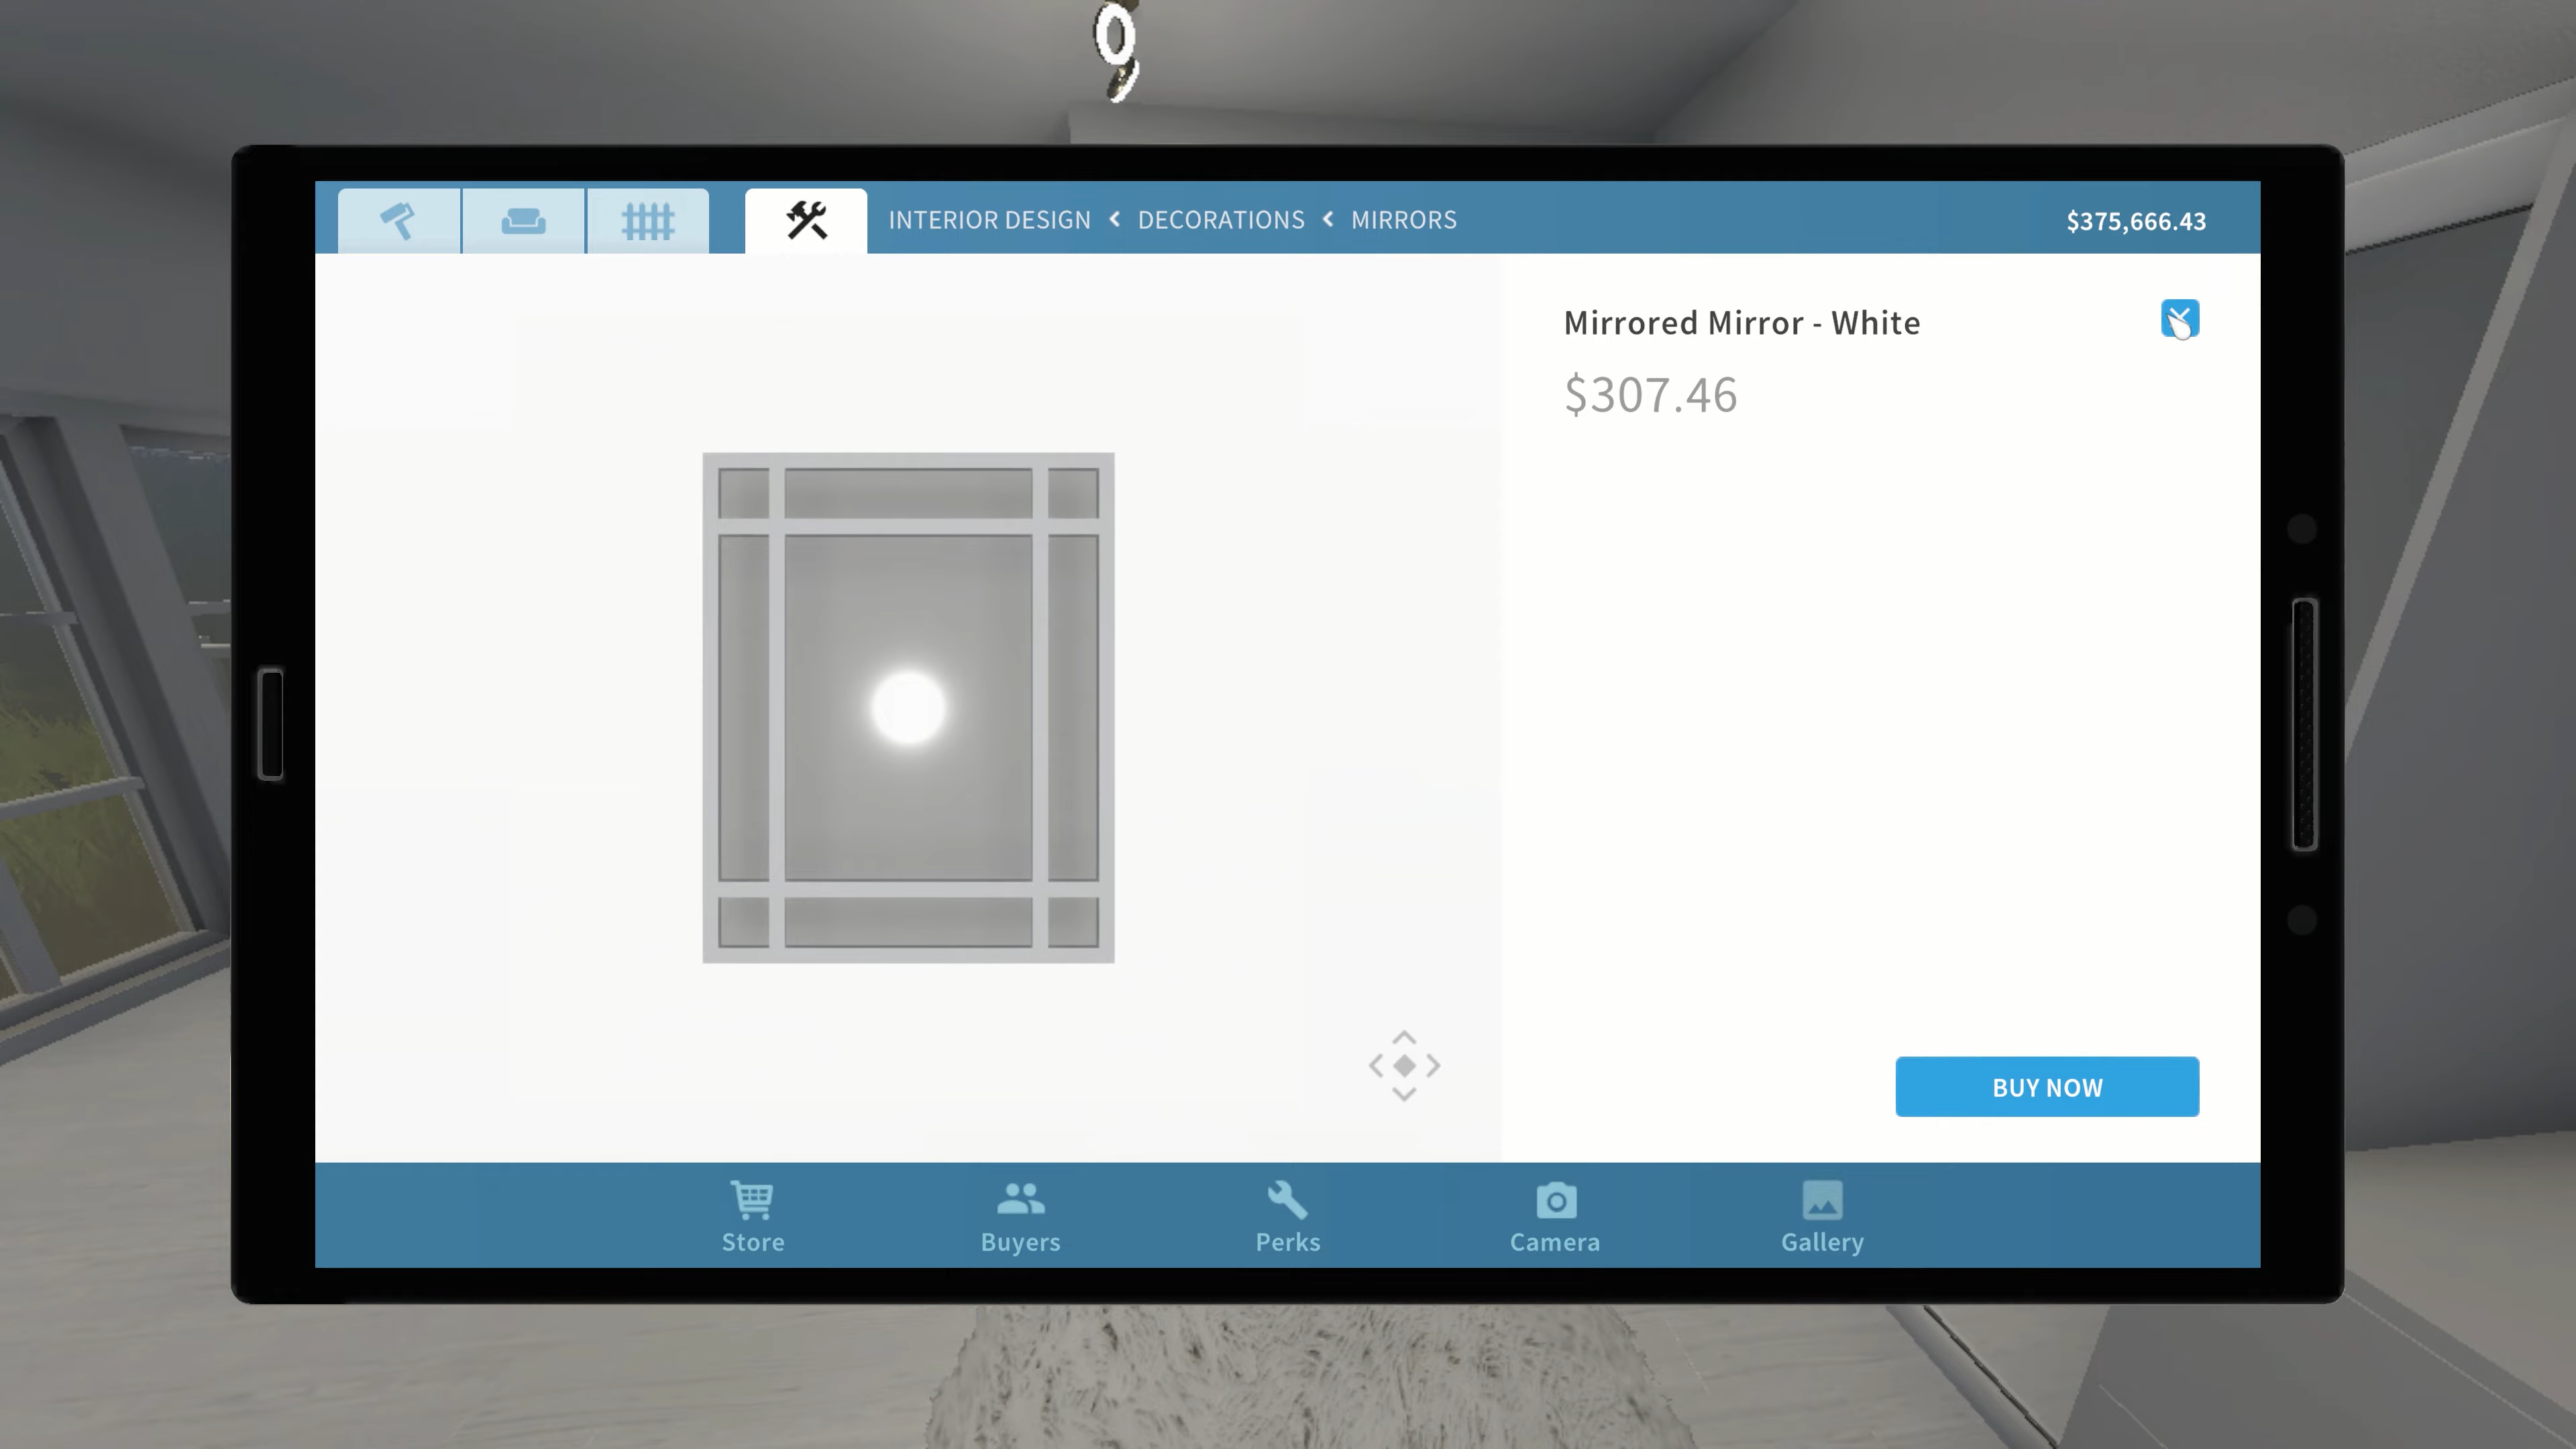 INTERIOR DESIGN < DECORATIONS < MIRRORS
$375,666.43
Mirrored Mirror - White
$307.46
BUY NOW
Store
Buyers
Perks
Camera
Gallery